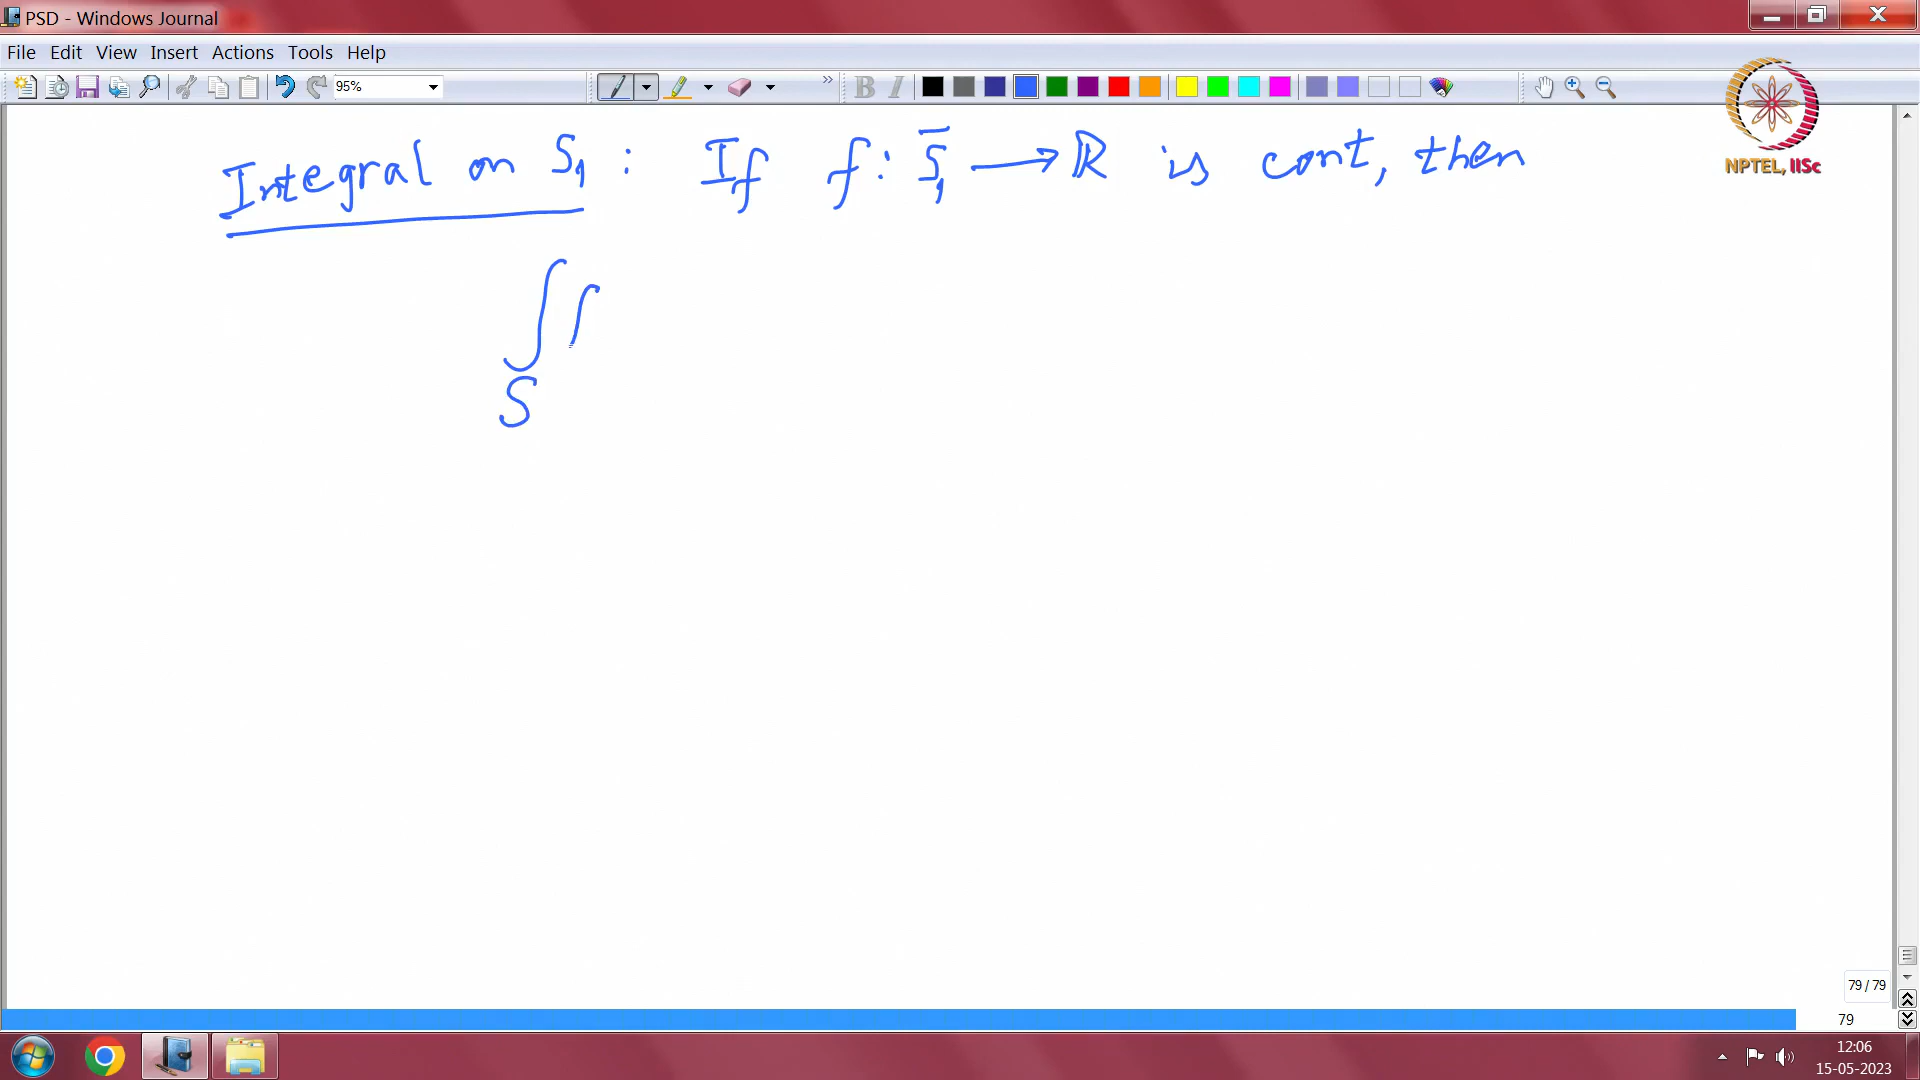 PSD - Windows Journal
File Edit View Insert Actions Tools Help
95%
NPTEL, IISc
Integral on S₁ : If f : S̄₁ → ℝ is cont, then
∫∫
S
79 / 79
79
12:06
15-05-2023